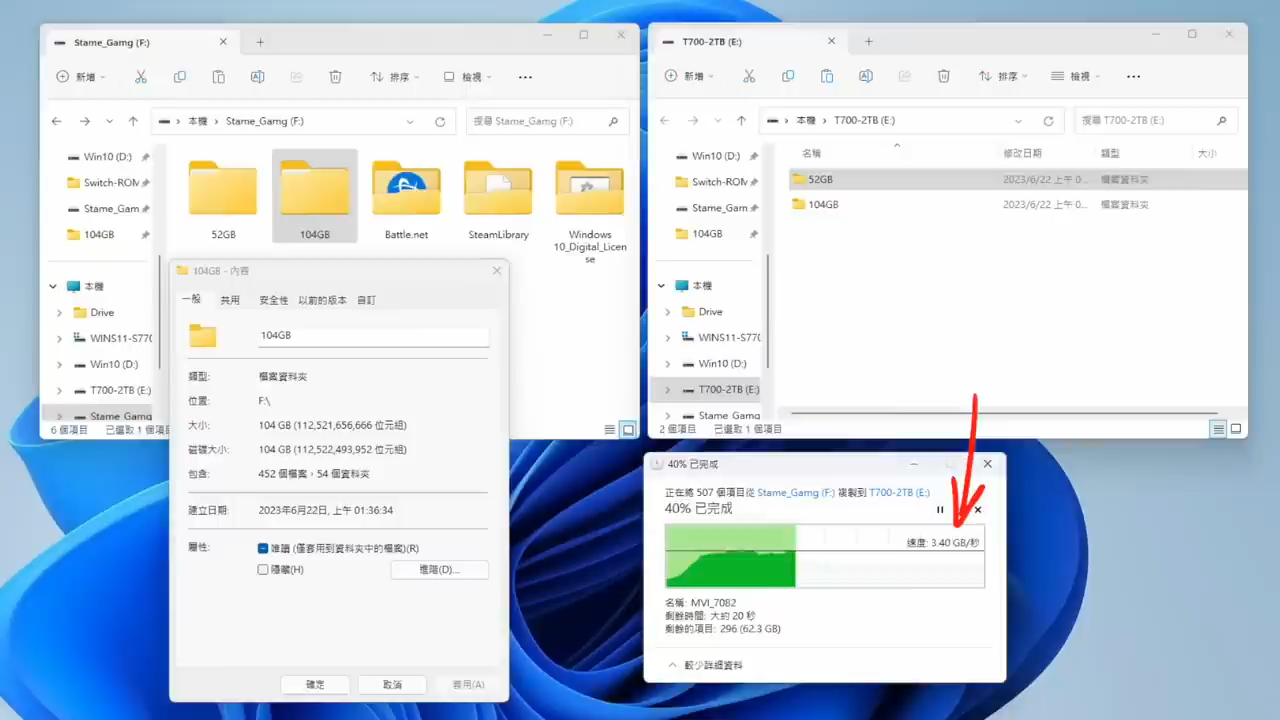 Stame_Gamg (F:)
新增
排序
檢視
本機 > Stame_Gamg (F:)
搜尋 Stame_Gamg (F:)
Win10 (D:)
Switch-ROM
Stame_Gam
104GB
本機
Drive
WINS11-S770
Win10 (D:)
T700-2TB (E:)
Stame_Gamg
52GB
104GB
Battle.net
SteamLibrary
Windows
10_Digital_Licen
se
6 個項目
已選取 1 個項目
104GB - 內容
一般
共用
安全性
以前的版本
自訂
104GB
類型: 檔案資料夾
位置: F:\
大小: 104 GB (112,521,656,666 位元組)
磁碟大小: 104 GB (112,522,493,952 位元組)
包含: 452 個檔案，54 個資料夾
建立日期: 2023年6月22日, 上午 01:36:34
屬性: 唯讀 (僅套用到資料夾中的檔案)(R)
隱藏(H)
進階(D)...
確定
取消
套用(A)
T700-2TB (E:)
新增
排序
檢視
本機 > T700-2TB (E:)
搜尋 T700-2TB (E:)
Win10 (D:)
Switch-ROM
Stame_Gam
104GB
本機
Drive
WINS11-S770
Win10 (D:)
T700-2TB (E:)
Stame_Gamg
名稱 修改日期 類型 大小
52GB 2023/6/22 上午 0... 檔案資料夾
104GB 2023/6/22 上午 0... 檔案資料夾
2 個項目
已選取 1 個項目
40% 已完成
正在將 507 個項目從 Stame_Gamg (F:) 複製到 T700-2TB (E:)
40% 已完成
速度: 3.40 GB/秒
名稱: MVI_7082
剩餘時間: 大約 20 秒
剩餘的項目: 296 (62.3 GB)
較少詳細資料